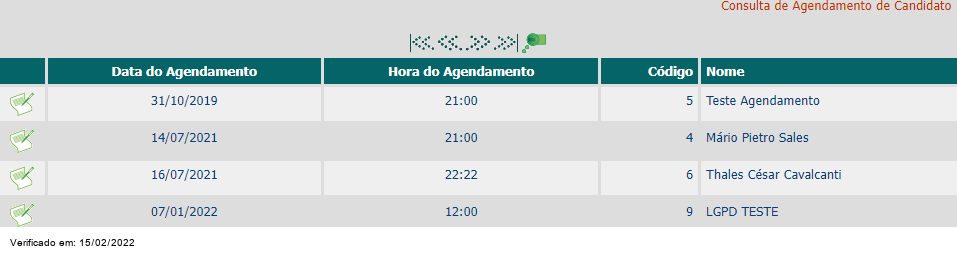 Consulta de Agendamento de Candidato
Data do Agendamento Hora do Agendamento Código Nome
31/10/2019 21:00 5 Teste Agendamento
14/07/2021 21:00 4 Mário Pietro Sales
16/07/2021 22:22 6 Thales César Cavalcanti
07/01/2022 12:00 9 LGPD TESTE
Verificado em: 15/02/2022